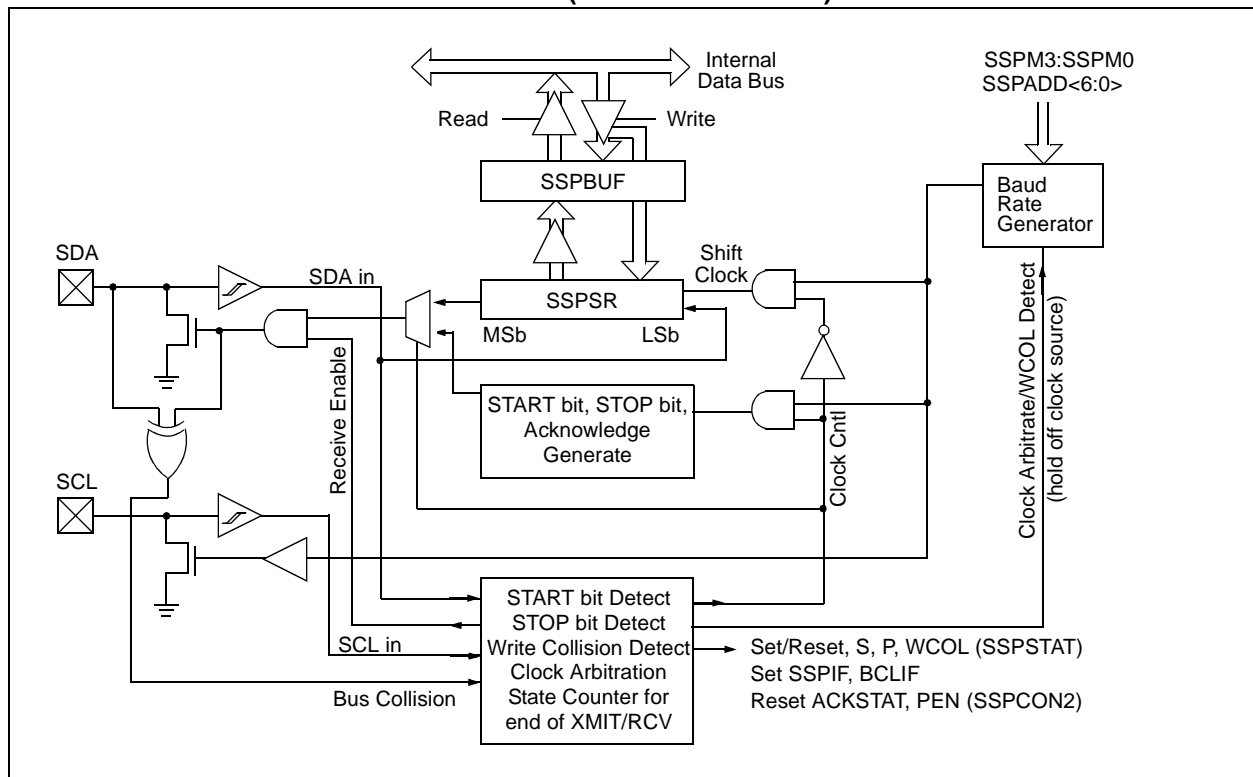 Internal
Data Bus
SSPM3:SSPM0
SSPADD<6:0>
Read
Write
SSPBUF
Baud
Rate
Generator
SDA
SDA in
Shift
Clock
SSPSR
MSb
LSb
START bit, STOP bit,
Acknowledge
Generate
Receive Enable
Clock Cntl
Clock Arbitrate/WCOL Detect
(hold off clock source)
SCL
SCL in
Bus Collision
START bit Detect
STOP bit Detect
Write Collision Detect
Clock Arbitration
State Counter for
end of XMIT/RCV
Set/Reset, S, P, WCOL (SSPSTAT)
Set SSPIF, BCLIF
Reset ACKSTAT, PEN (SSPCON2)